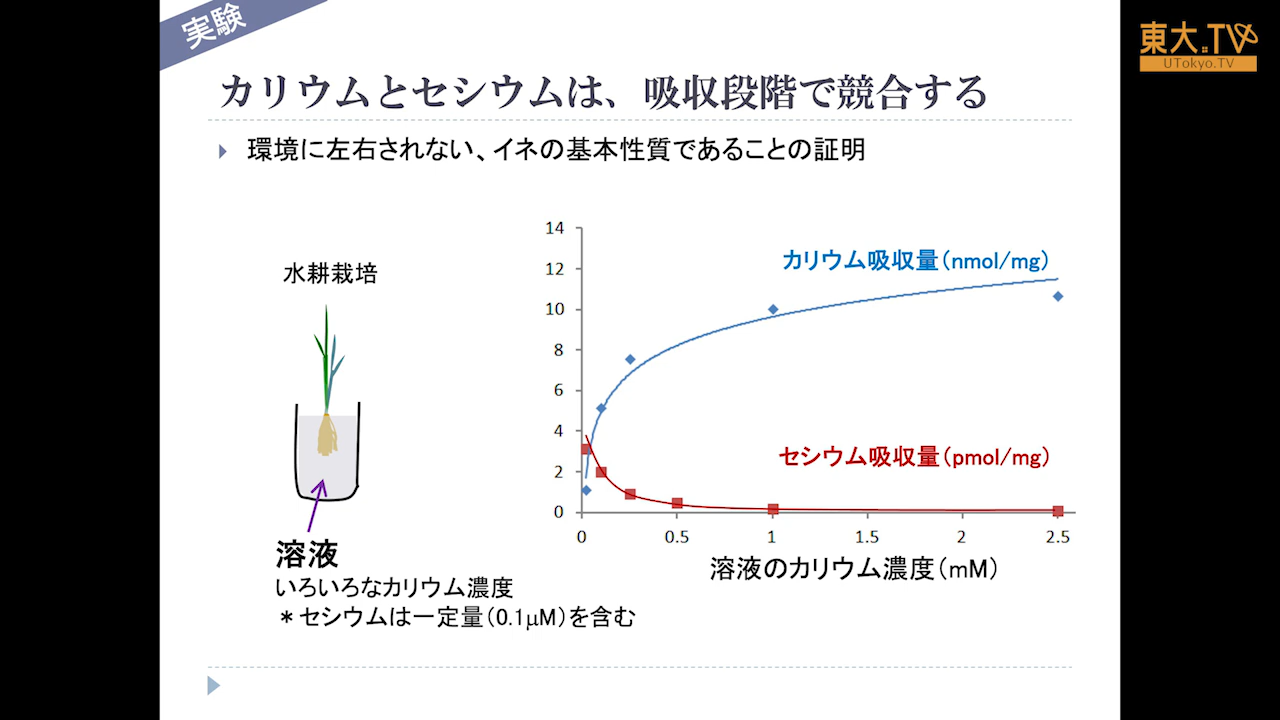 実験
東大.TV
UTokyo.TV
カリウムとセシウムは、吸収段階で競合する
環境に左右されない、イネの基本性質であることの証明
水耕栽培
溶液
いろいろなカリウム濃度
＊セシウムは一定量（0.1μM）を含む
14
12
10
8
6
4
2
0
カリウム吸収量（nmol/mg）
セシウム吸収量（pmol/mg）
0 0.5 1 1.5 2 2.5
溶液のカリウム濃度（mM）